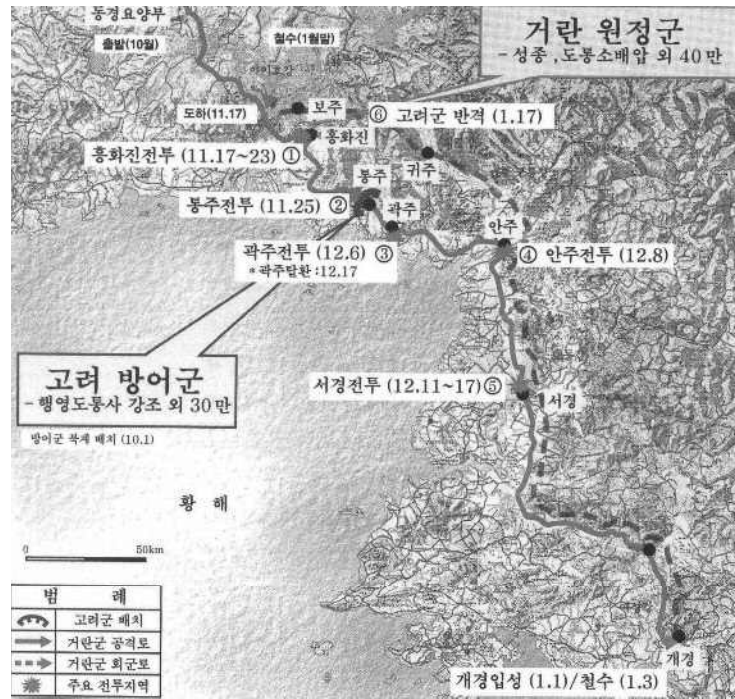 동경요양부
출발(10월)
철수(1월말)
거란 원정군
- 성종, 도통소배압 외 40만
도하(11.17)
보주
⑥ 고려군 반격 (1.17)
흥화진
흥화진전투 (11.17~23) ①
귀주
통주
봉주전투 (11.25) ②
곽주
안주
곽주전투 (12.6) ③
* 곽주탈환 : 12.17
④ 안주전투 (12.8)
고려 방어군
- 행영도통사 강조 외 30만
방어군 북계 배치 (10.1)
서경전투 (12.11~17) ⑤
서경
황 해
0 50km
범 례
고려군 배치
거란군 공격로
거란군 회군로
주요 전투지역
개경
개경입성 (1.1)/철수 (1.3)